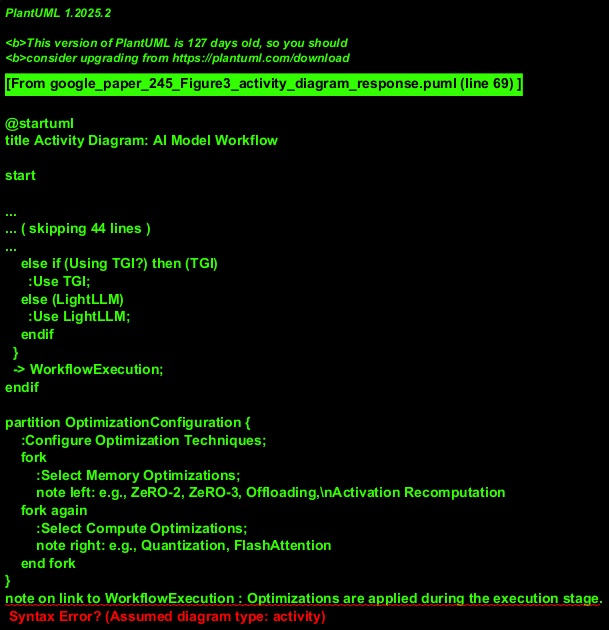 PlantUML 1.2025.2
<b>This version of PlantUML is 127 days old, so you should
<b>consider upgrading from https://plantuml.com/download
[From google_paper_245_Figure3_activity_diagram_response.puml (line 69) ]
@startuml
title Activity Diagram: AI Model Workflow
start
...
... ( skipping 44 lines )
...
else if (Using TGI?) then (TGI)
:Use TGI;
else (LightLLM)
:Use LightLLM;
endif
}
-> WorkflowExecution;
endif
partition OptimizationConfiguration {
:Configure Optimization Techniques;
fork
:Select Memory Optimizations;
note left: e.g., ZeRO-2, ZeRO-3, Offloading,\nActivation Recomputation
fork again
:Select Compute Optimizations;
note right: e.g., Quantization, FlashAttention
end fork
}
note on link to WorkflowExecution : Optimizations are applied during the execution stage.
Syntax Error? (Assumed diagram type: activity)